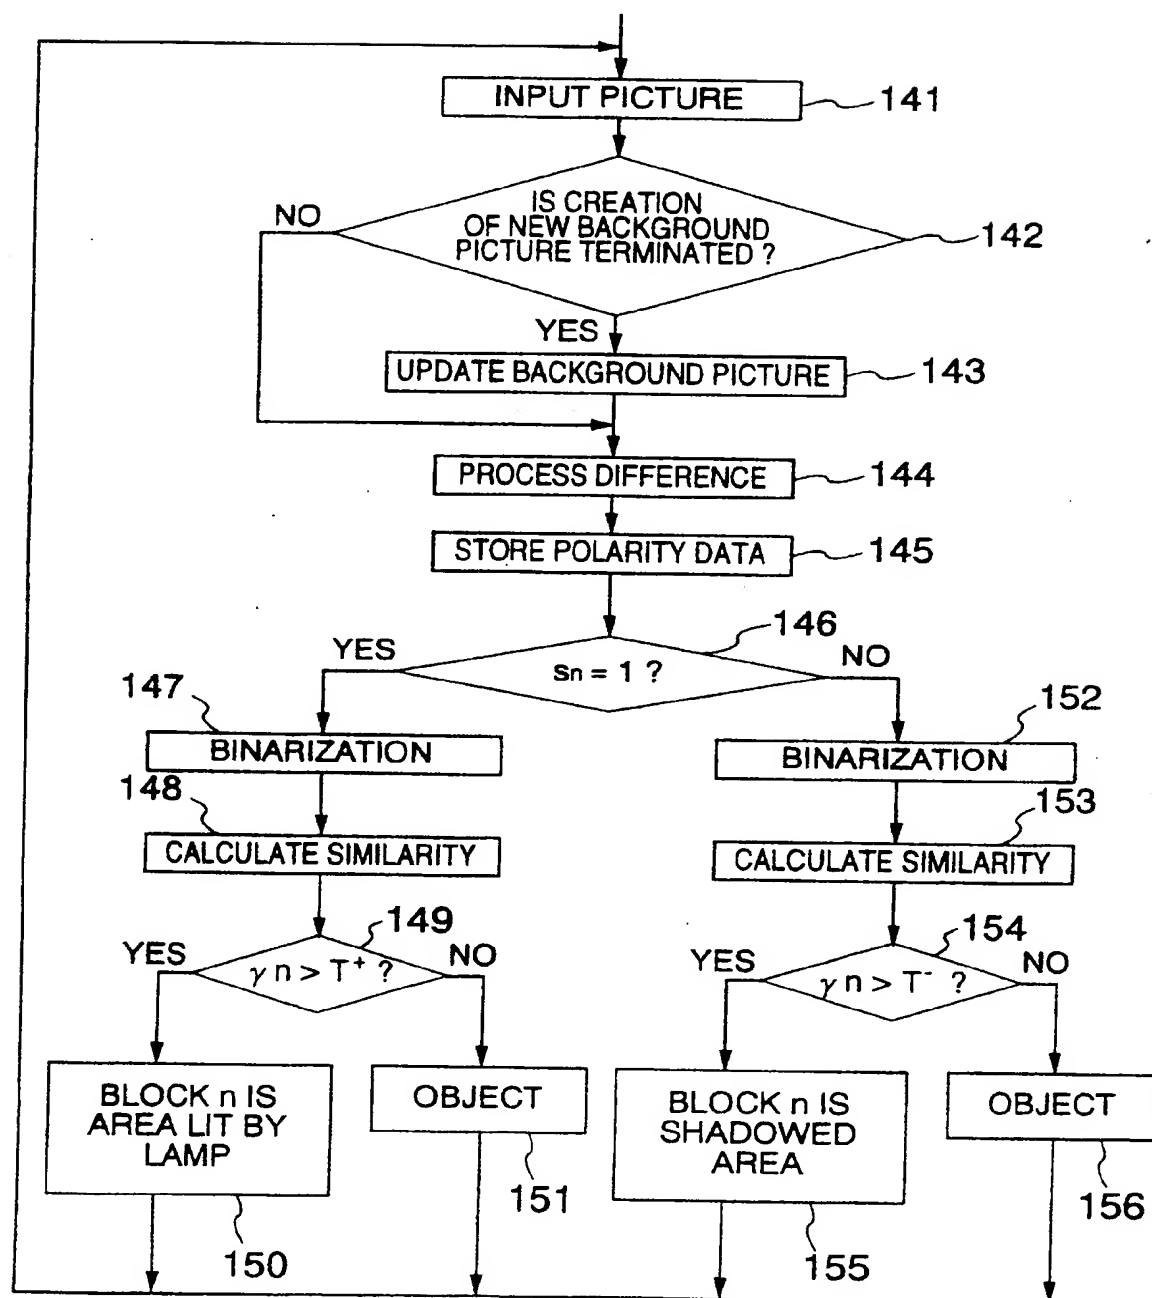 INPUT PICTURE
141
IS CREATION
OF NEW BACKGROUND
PICTURE TERMINATED ?
NO
142
YES
UPDATE BACKGROUND PICTURE
143
PROCESS DIFFERENCE
144
STORE POLARITY DATA
145
146
YES
sn = 1 ?
NO
147
BINARIZATION
152
BINARIZATION
148
CALCULATE SIMILARITY
153
CALCULATE SIMILARITY
149
YES
γ n > T⁺ ?
NO
154
YES
γ n > T⁻ ?
NO
BLOCK n IS
AREA LIT BY
LAMP
150
OBJECT
151
BLOCK n IS
SHADOWED
AREA
155
OBJECT
156